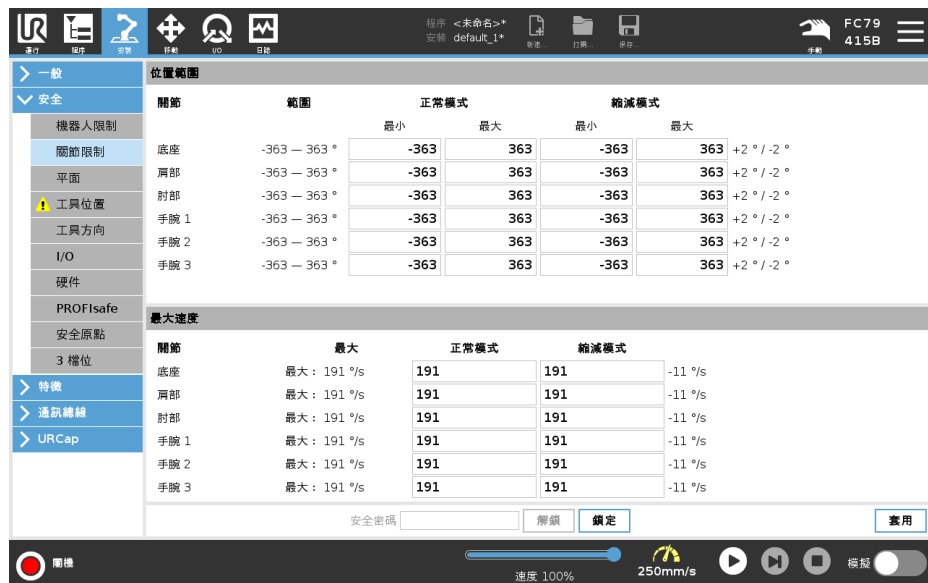 程序 <未命名>*
安裝 default_1*
運行 程序 安裝 移動 I/O 日誌 新建... 打開... 保存... 手動
FC79
415B
一般
安全
機器人限制
關節限制
平面
工具位置
工具方向
I/O
硬件
PROFIsafe
安全原點
3 檔位
特徵
通訊總線
URCap
位置範圍
關節 範圍 正常模式 縮減模式
最小 最大 最小 最大
底座 -363 — 363 ° -363 363 -363 363 +2 ° / -2 °
肩部 -363 — 363 ° -363 363 -363 363 +2 ° / -2 °
肘部 -363 — 363 ° -363 363 -363 363 +2 ° / -2 °
手腕 1 -363 — 363 ° -363 363 -363 363 +2 ° / -2 °
手腕 2 -363 — 363 ° -363 363 -363 363 +2 ° / -2 °
手腕 3 -363 — 363 ° -363 363 -363 363 +2 ° / -2 °
最大速度
關節 最大 正常模式 縮減模式
底座 最大： 191 °/s 191 191 -11 °/s
肩部 最大： 191 °/s 191 191 -11 °/s
肘部 最大： 191 °/s 191 191 -11 °/s
手腕 1 最大： 191 °/s 191 191 -11 °/s
手腕 2 最大： 191 °/s 191 191 -11 °/s
手腕 3 最大： 191 °/s 191 191 -11 °/s
安全密碼 解鎖 鎖定 套用
關機 速度 100% 250mm/s 模擬